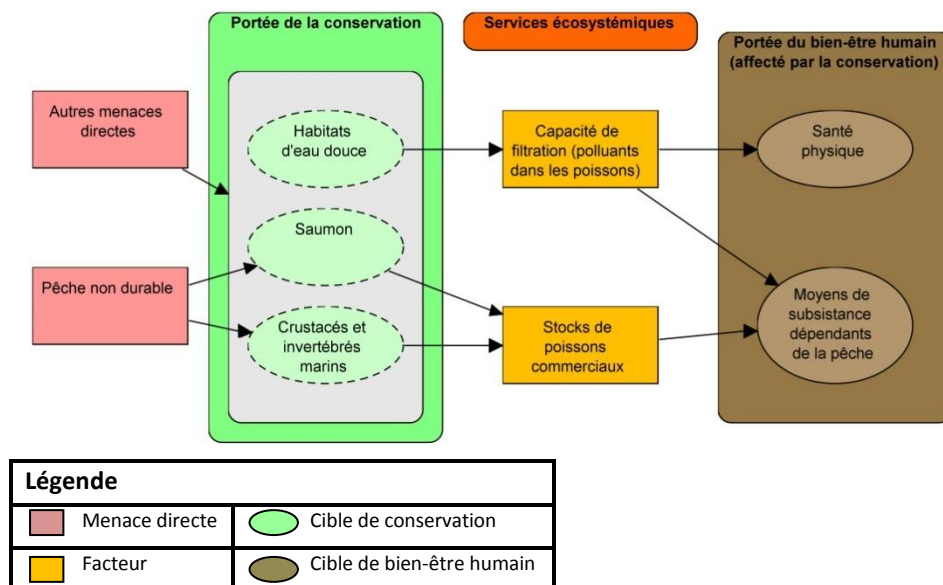 Portée de la conservation
Services écosystémiques
Portée du bien-être humain
(affecté par la conservation)
Autres menaces
directes
Habitats
d'eau douce
Capacité de
filtration (polluants
dans les poissons)
Santé
physique
Saumon
Pêche non durable
Crustacés et
invertébrés
marins
Stocks de
poissons
commerciaux
Moyens de
subsistance
dépendants
de la pêche
Légende
Menace directe
Cible de conservation
Facteur
Cible de bien-être humain